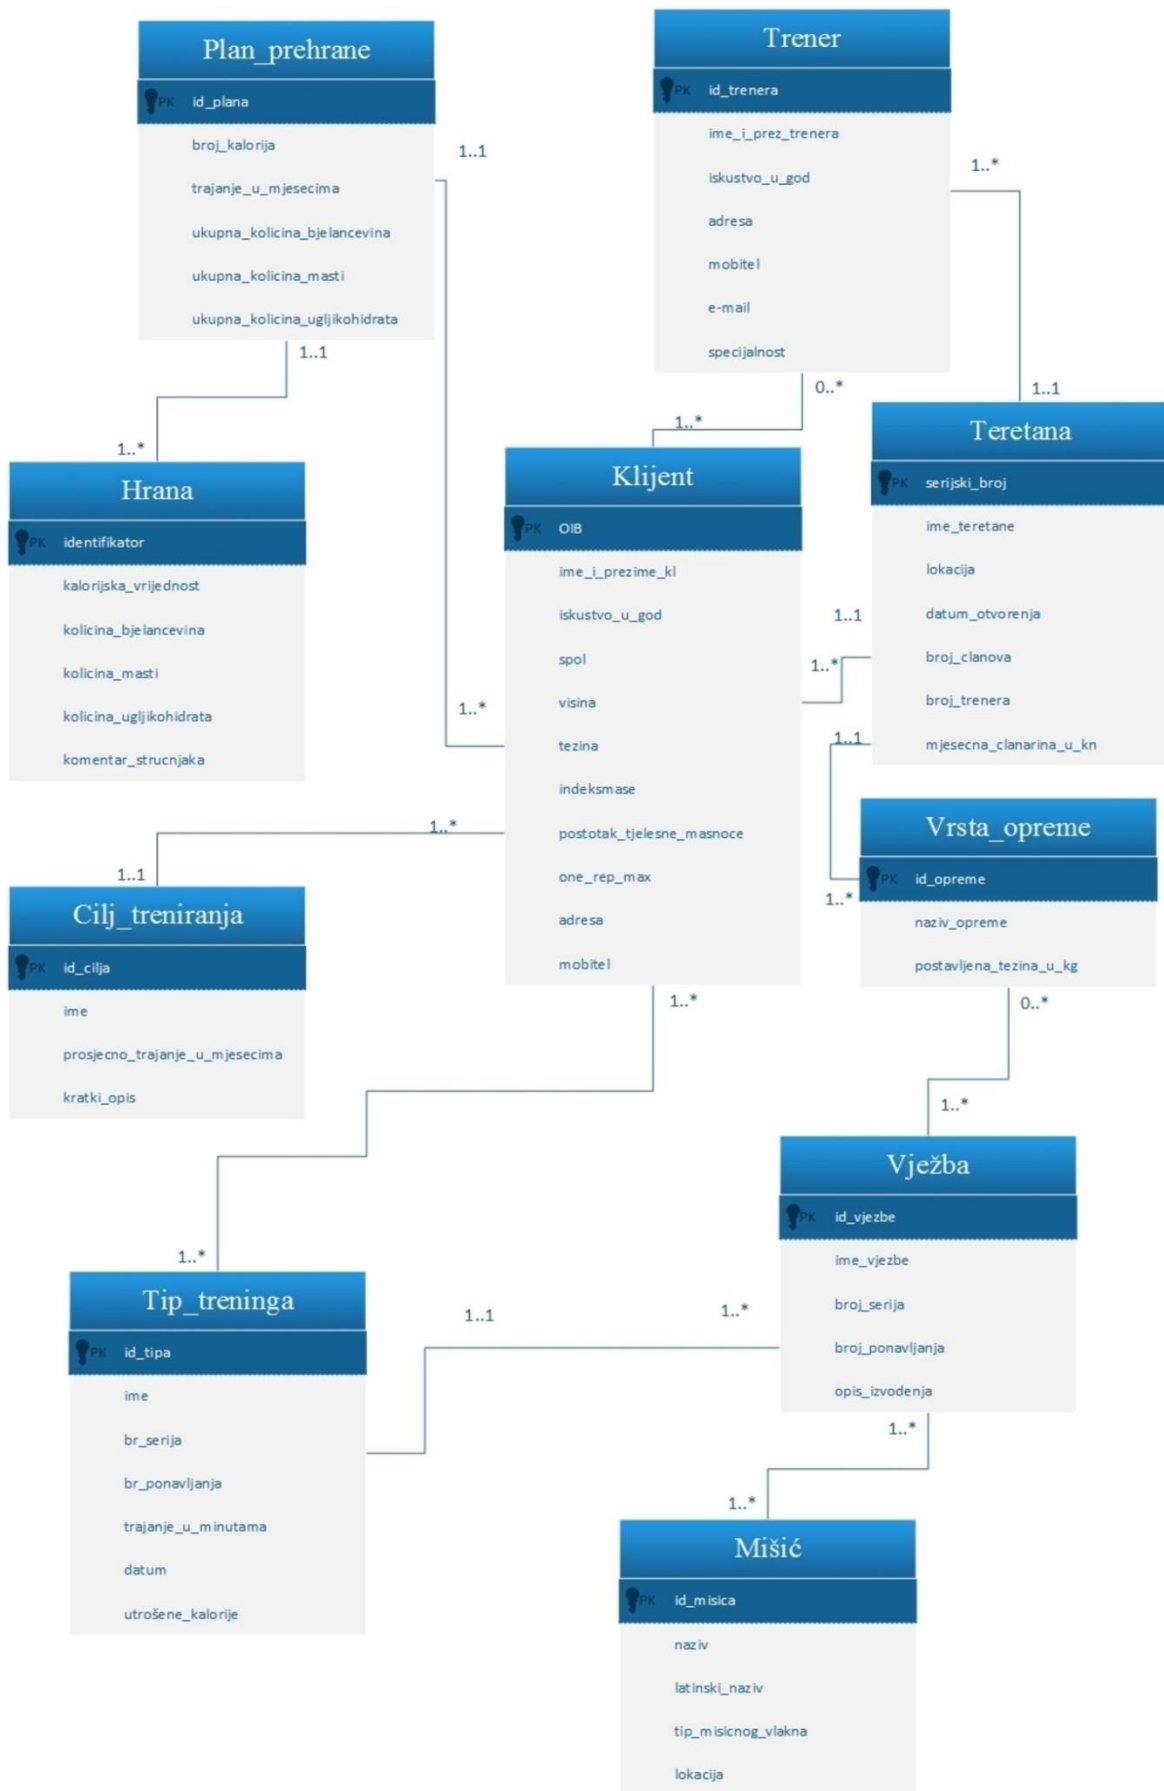 Plan_prehrane
PK id_plana
broj_kalorija
trajanje_u_mjesecima
ukupna_kolicina_bjelancevina
ukupna_kolicina_masti
ukupna_kolicina_ugljikohidrata
1..1
1..1
Trener
PK id_trenera
ime_i_prez_trenera
iskustvo_u_god
adresa
mobitel
e-mail
specijalnost
1..*
0..*
1..*
1..1
1..*
Hrana
PK identifikator
kalorijska_vrijednost
kolicina_bjelancevina
kolicina_masti
kolicina_ugljikohidrata
komentar_strucnjaka
Klijent
PK OIB
ime_i_prezime_kl
iskustvo_u_god
spol
visina
tezina
indeksmase
postotak_tjelesne_masnoce
one_rep_max
adresa
mobitel
1..*
1..*
1..*
1..*
1..1
Teretana
PK serijski_broj
ime_teretane
lokacija
datum_otvorenja
broj_clanova
broj_trenera
mjesecna_clanarina_u_kn
1..1
1..1
1..*
Vrsta_opreme
PK id_opreme
naziv_opreme
postavljena_tezina_u_kg
0..*
1..*
Cilj_treniranja
PK id_cilja
ime
prosjecno_trajanje_u_mjesecima
kratki_opis
Vježba
PK id_vjezbe
ime_vjezbe
broj_serija
broj_ponavljanja
opis_izvodenja
1..*
1..*
Tip_treninga
PK id_tipa
ime
br_serija
br_ponavljanja
trajanje_u_minutama
datum
utrošene_kalorije
1..1
1..*
1..*
Mišić
PK id_misica
naziv
latinski_naziv
tip_misicnog_vlakna
lokacija